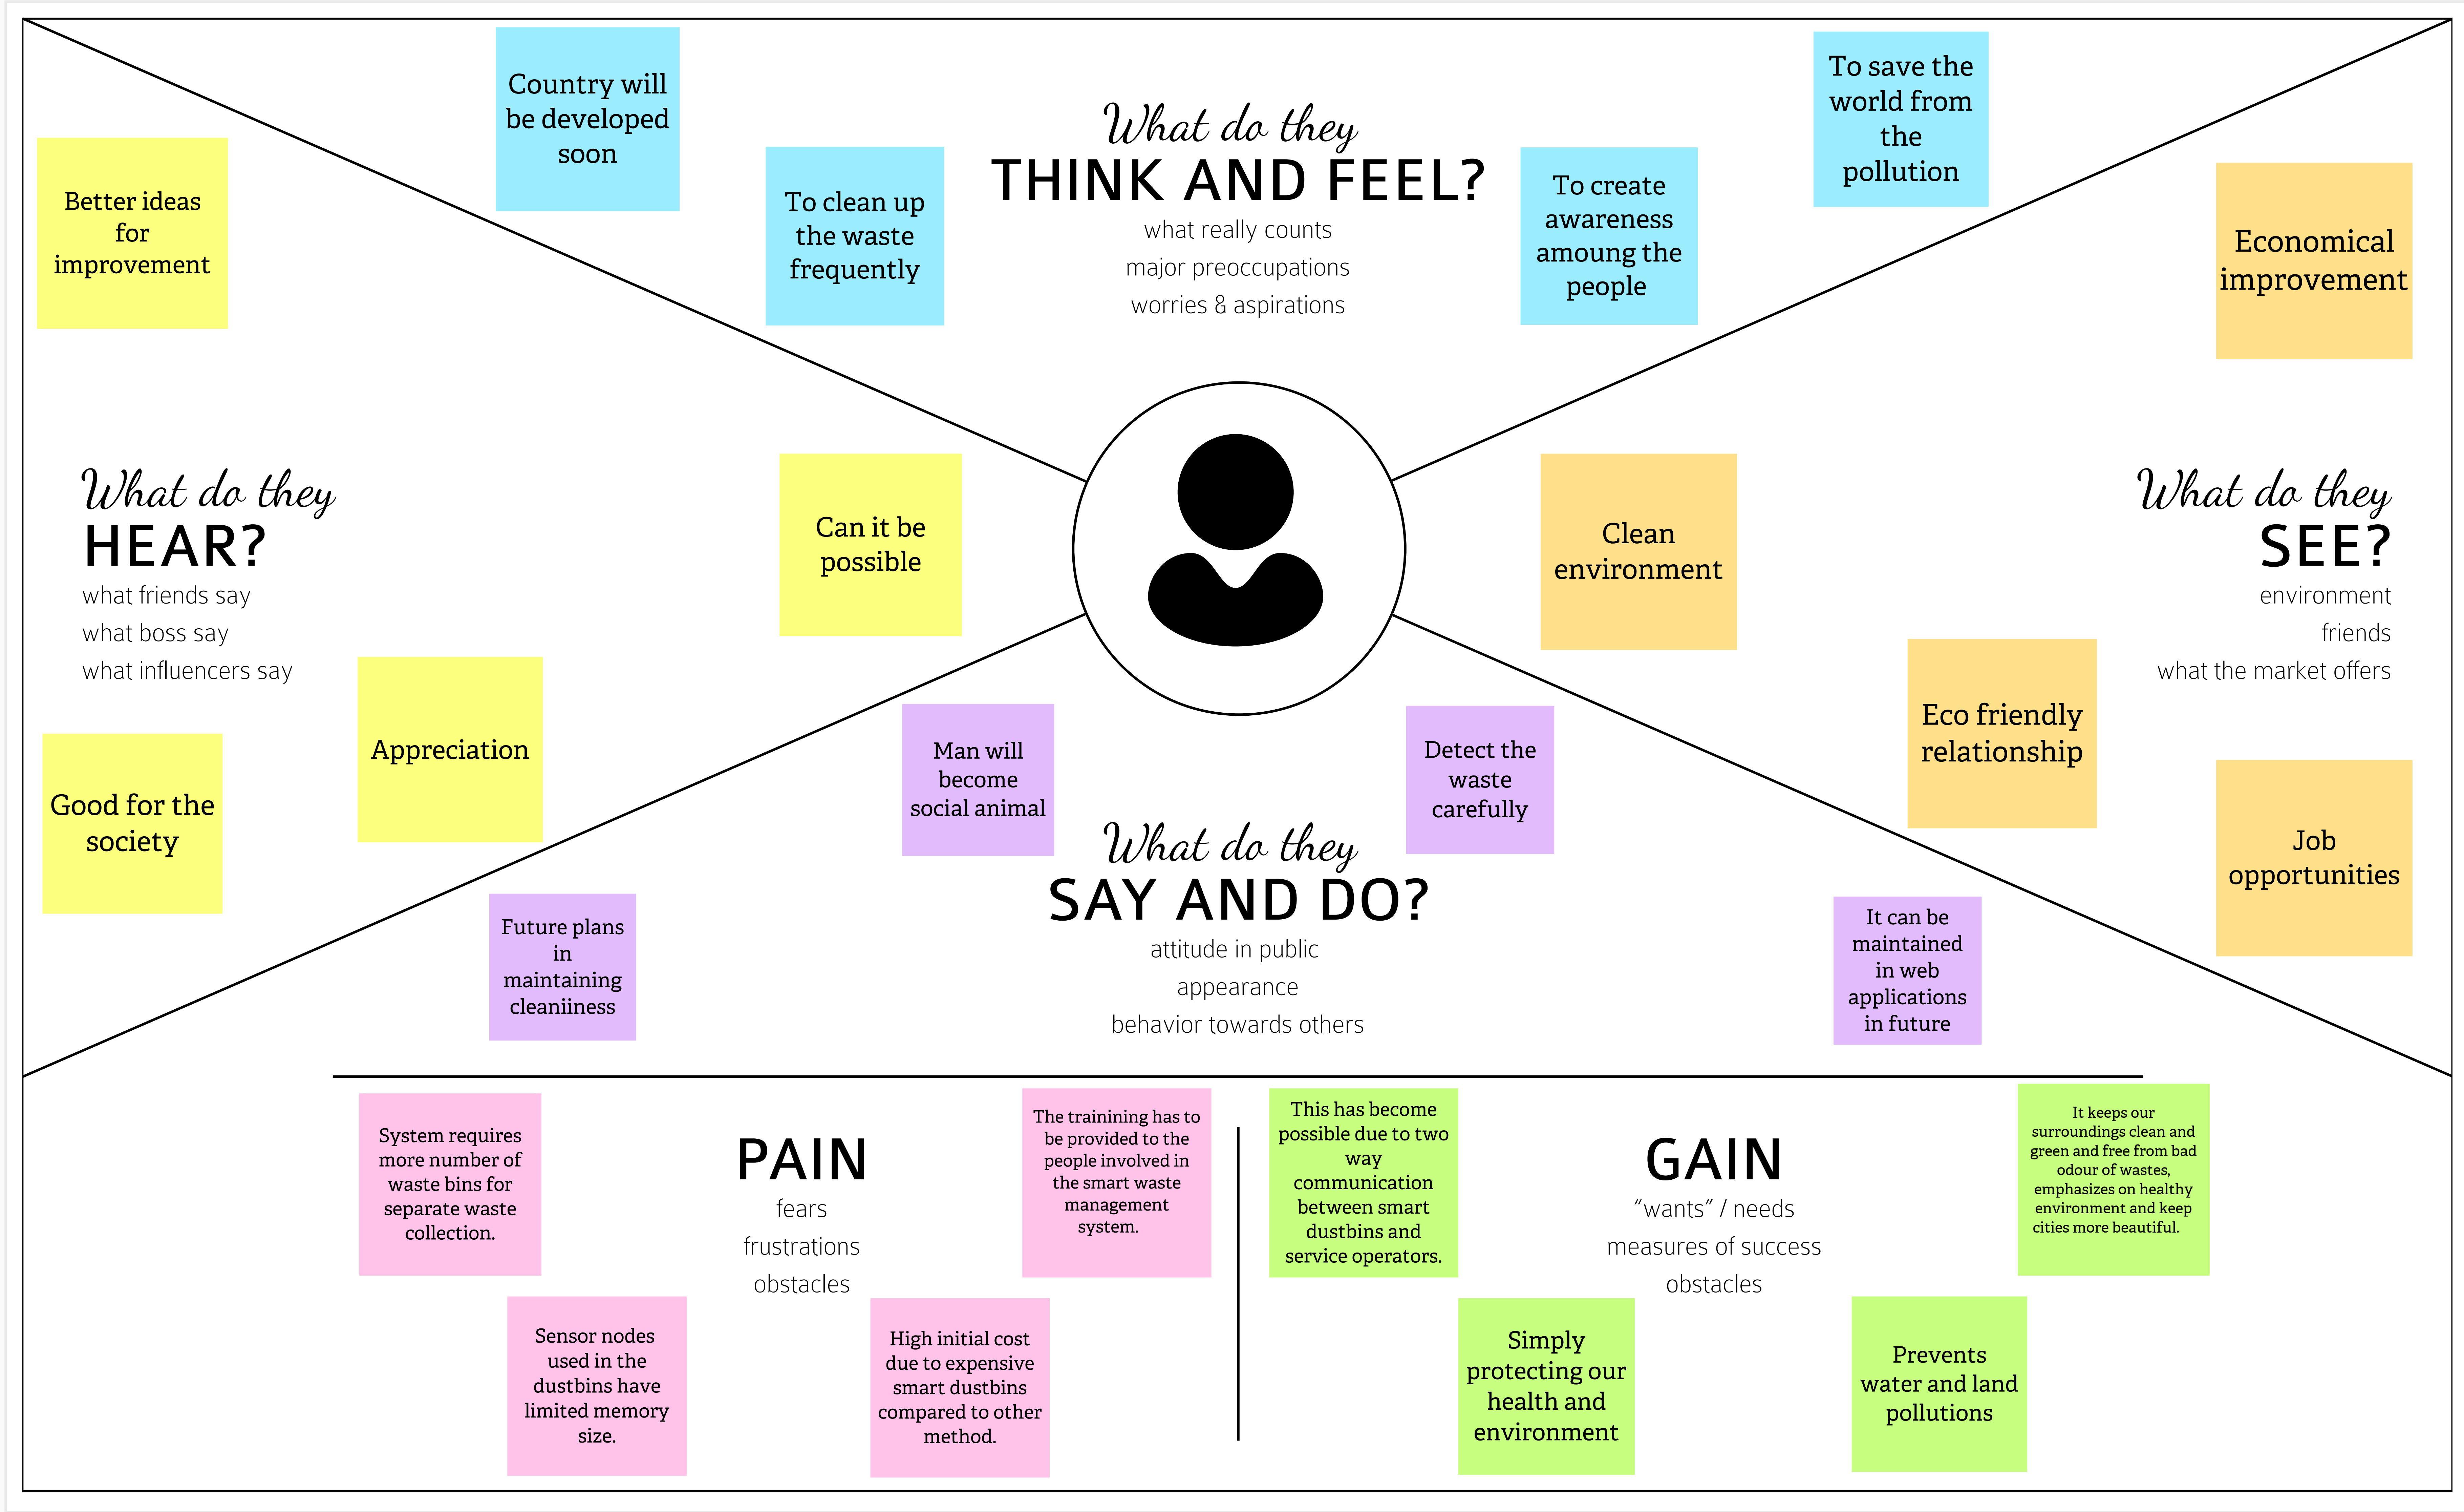 Country will
be developed
soon
To clean up
the waste
frequently
What do they
THINK AND FEEL?
what really counts
major preoccupations
worries & aspirations
To create
awareness
amoung the
people
To save the
world from
the
pollution
Better ideas
for
improvement
Can it be
possible
What do they
HEAR?
what friends say
what boss say
what influencers say
Appreciation
Good for the
society
Economical
improvement
Clean
environment
What do they
SEE?
environment
friends
what the market offers
Eco friendly
relationship
Job
opportunities
Man will
become
social animal
Detect the
waste
carefully
What do they
SAY AND DO?
attitude in public
appearance
behavior towards others
Future plans
in
maintaining
cleaniiness
It can be
maintained
in web
applications
in future
System requires
more number of
waste bins for
separate waste
collection.
PAIN
fears
frustrations
obstacles
The trainining has to
be provided to the
people involved in
the smart waste
management
system.
Sensor nodes
used in the
dustbins have
limited memory
size.
High initial cost
due to expensive
smart dustbins
compared to other
method.
This has become
possible due to two
way
communication
between smart
dustbins and
service operators.
GAIN
“wants” / needs
measures of success
obstacles
It keeps our
surroundings clean and
green and free from bad
odour of wastes,
emphasizes on healthy
environment and keep
cities more beautiful.
Simply
protecting our
health and
environment
Prevents
water and land
pollutions